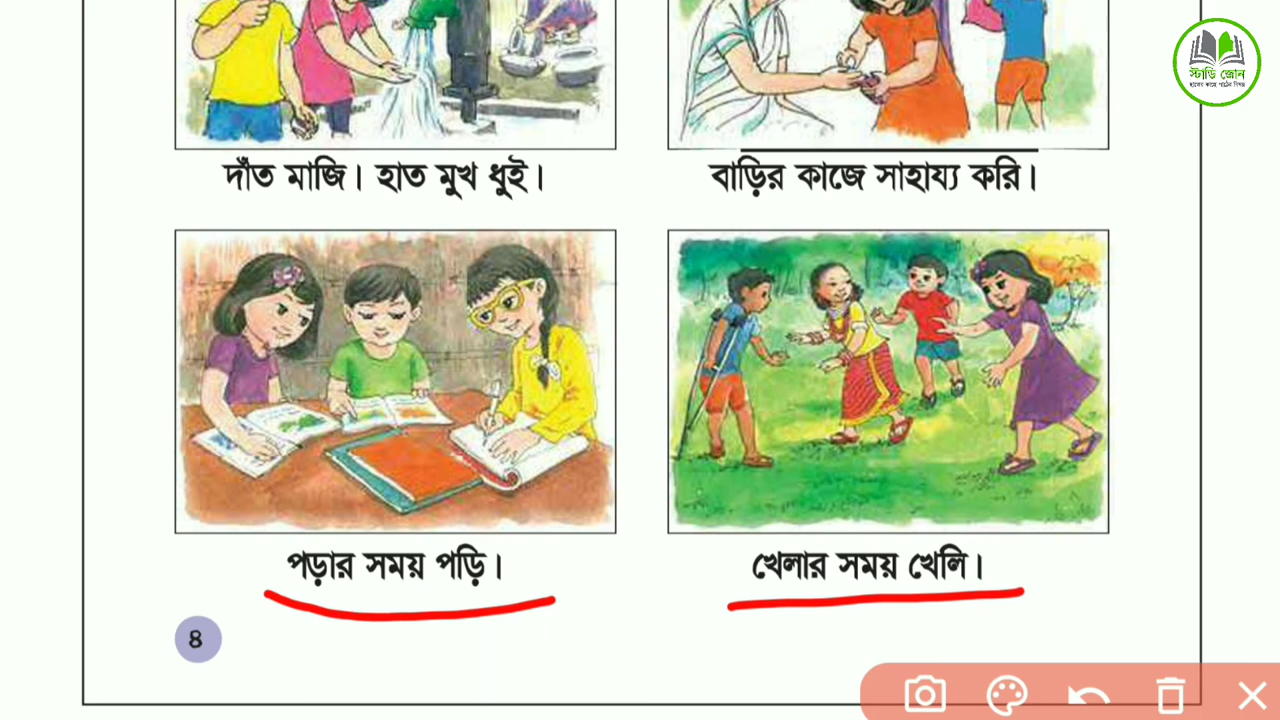 স্টাডি জোন
দাঁত মাজি। হাত মুখ ধুই।
বাড়ির কাজে সাহায্য করি।
পড়ার সময় পড়ি।
খেলার সময় খেলি।
৪